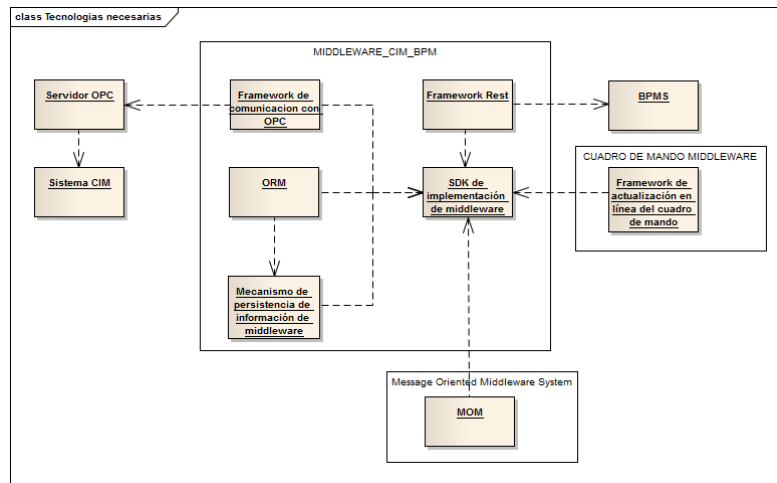 class Tecnologias necesarias
MIDDLEWARE_CIM_BPM
Servidor OPC
Framework de
comunicacion con
OPC
Framework Rest
BPMS
CUADRO DE MANDO MIDDLEWARE
Sistema CIM
ORM
SDK de
implementación
de middleware
Framework de
actualización en
línea del cuadro
de mando
Mecanismo de
persistencia de
información de
middleware
Message Oriented Middleware System
MOM